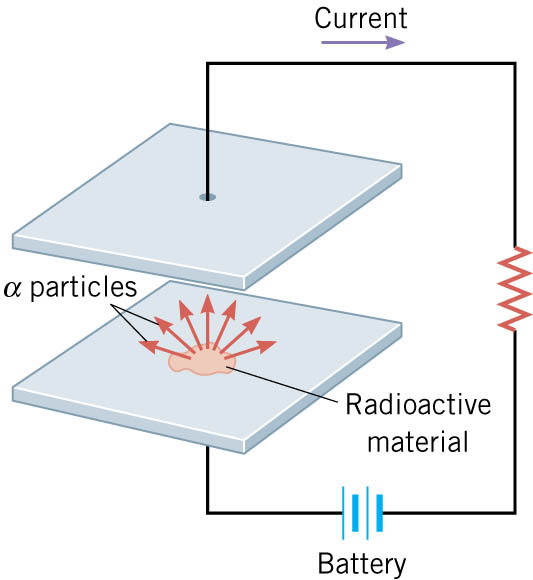 Current
α particles
Radioactive
material
Battery